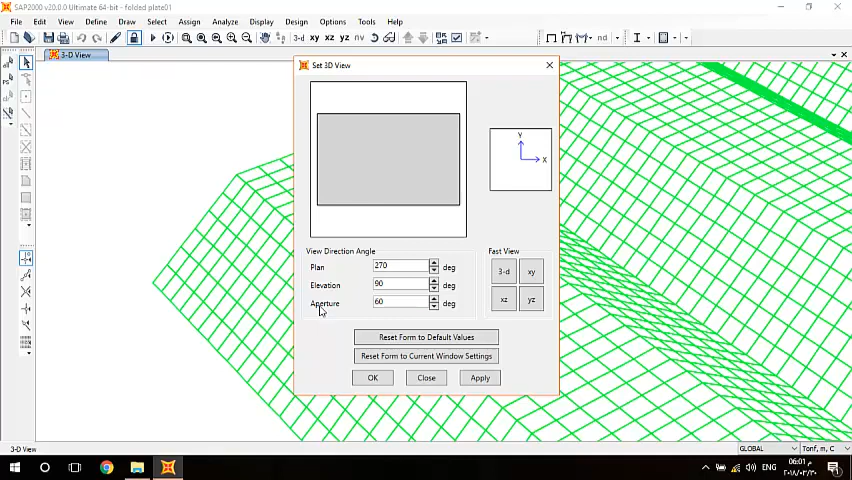 SAP2000 v20.0.0 Ultimate 64-bit - folded plate01
File Edit View Define Draw Select Assign Analyze Display Design Options Tools Help
3-d xy xz yz nv
nd
3-D View
Set 3D View
Y
X
View Direction Angle
Fast View
Plan 270 deg
Elevation 90 deg
Aperture 60 deg
3-d xy
xz yz
Reset Form to Default Values
Reset Form to Current Window Settings
OK Close Apply
3-D View
GLOBAL
Tonf, m, C
ENG
06:01 م
٢٠١٨/٠٣/٢٠